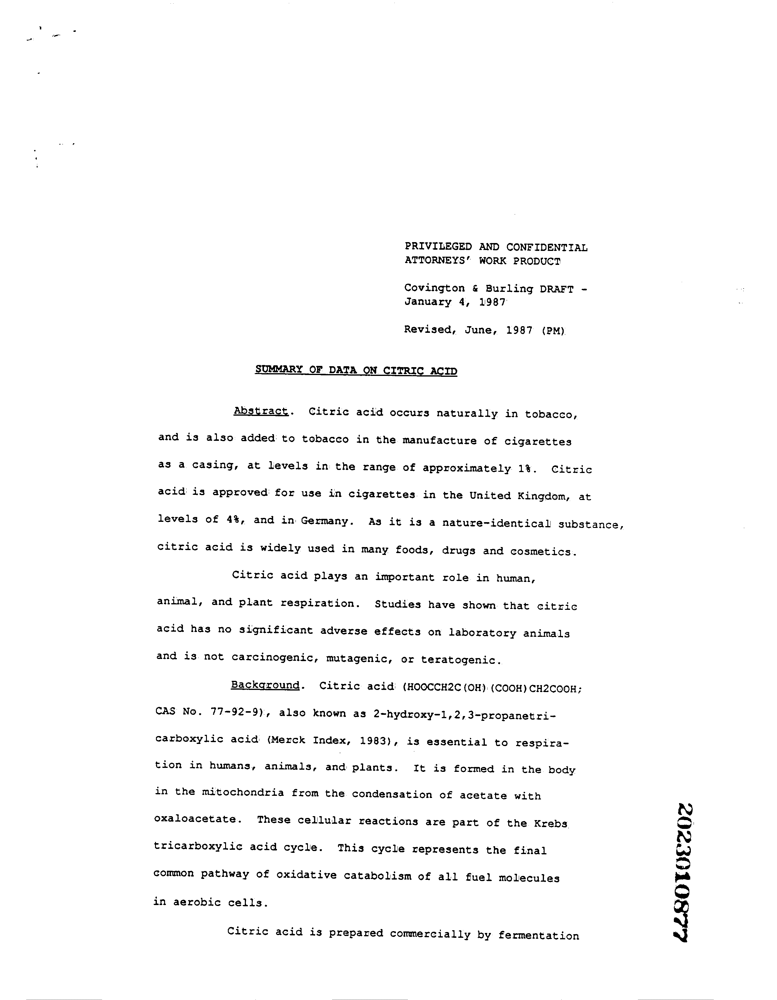 PRIVILEGED AND CONFIDENTIAL
ATTORNEYS' WORK PRODUCT
Covington & Burling DRAFT -
January 4, 1987
Revised, June, 1987 (PM)
SUMMARY OF DATA ON CITRIC ACID
Abstract. Citric acid occurs naturally in tobacco,
and is also added to tobacco in the manufacture of cigarettes
as a casing, at levels in the range of approximately 1%. Citric
acid is approved for use in cigarettes in the United Kingdom, at
levels of 4%, and in Germany. As it is a nature-identical substance,
citric acid is widely used in many foods, drugs and cosmetics.
Citric acid plays an important role in human,
animal, and plant respiration. Studies have shown that citric
acid has no significant adverse effects on laboratory animals
and is not carcinogenic, mutagenic, or teratogenic.
Background. Citric acid (HOOCCH2C(OH)(COOH)CH2COOH;
CAS No. 77-92-9), also known as 2-hydroxy-1,2,3-propanetri-
carboxylic acid (Merck Index, 1983), is essential to respira-
tion in humans, animals, and plants. It is formed in the body
in the mitochondria from the condensation of acetate with
oxaloacetate. These cellular reactions are part of the Krebs
tricarboxylic acid cycle. This cycle represents the final
common pathway of oxidative catabolism of all fuel molecules
in aerobic cells.
Citric acid is prepared commercially by fermentation
2023010877